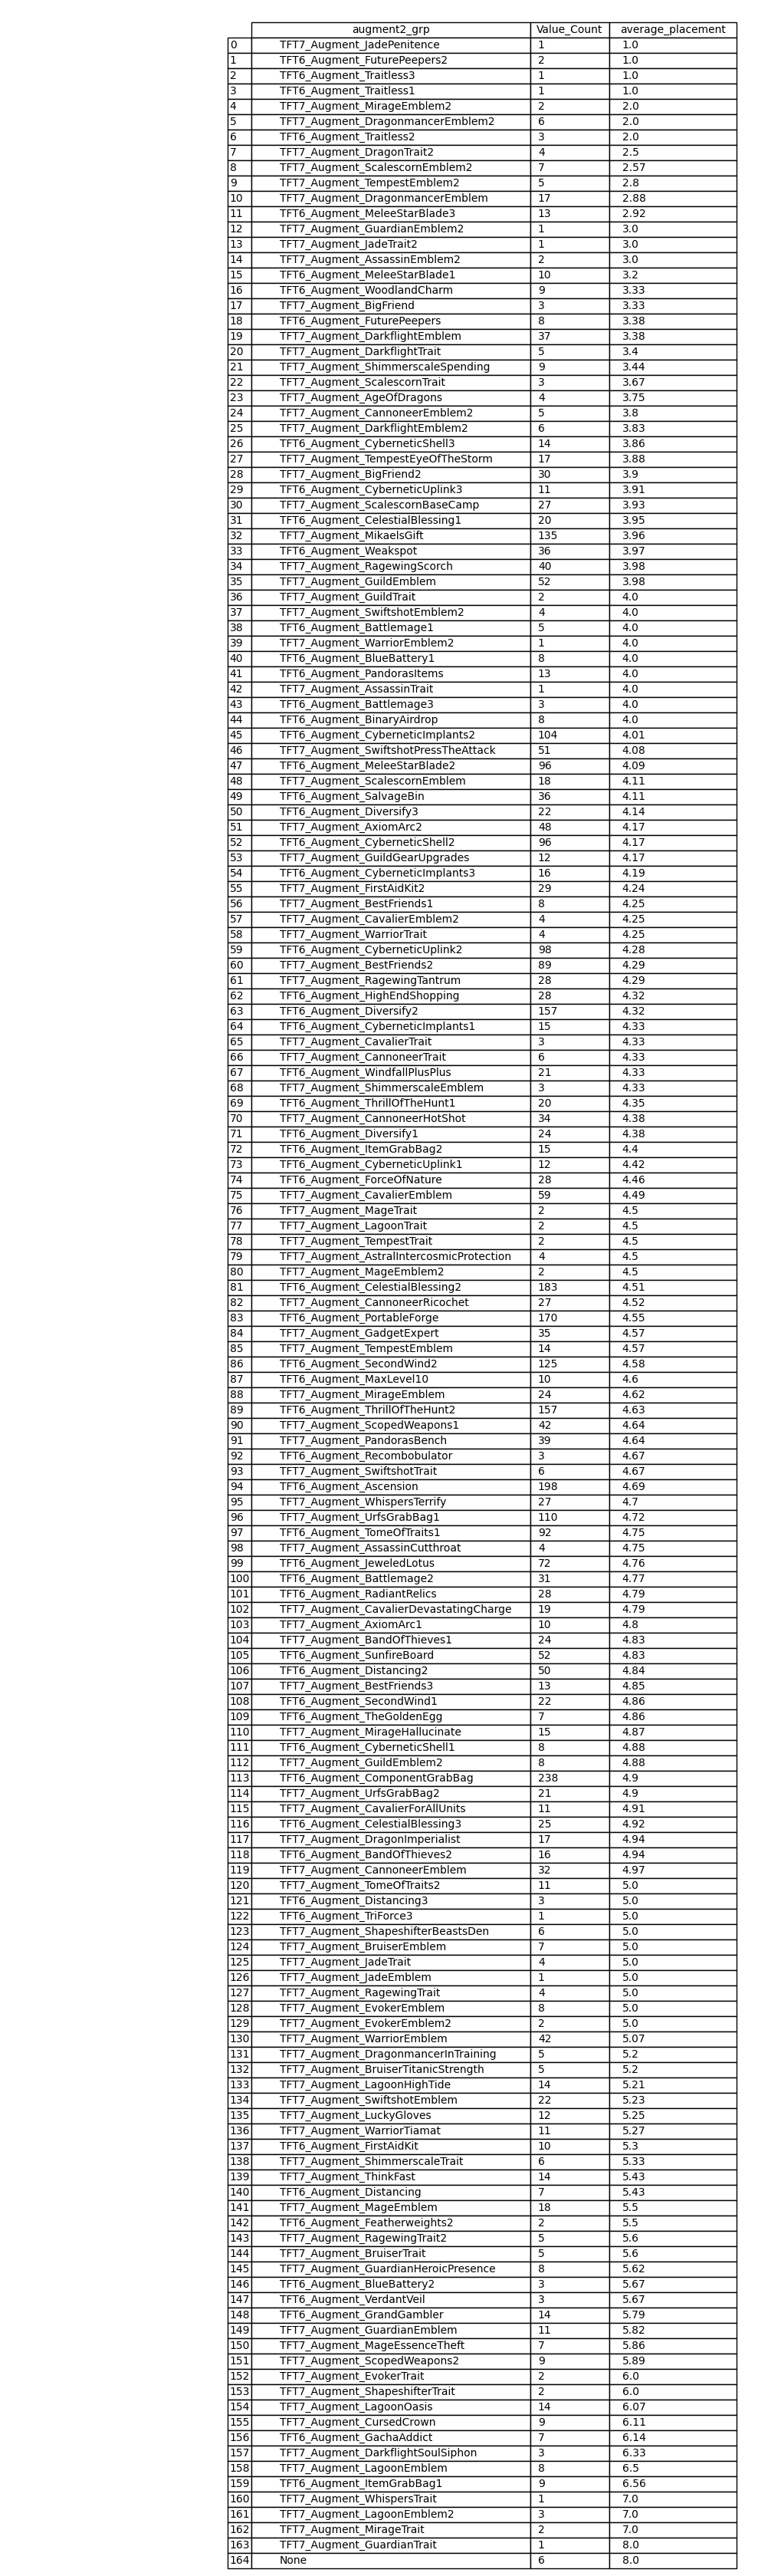 augment2_grp Value_Count average_placement
0 TFT7_Augment_JadePenitence 1 1.0
1 TFT6_Augment_FuturePeepers2 2 1.0
2 TFT6_Augment_Traitless3 1 1.0
3 TFT6_Augment_Traitless1 1 1.0
4 TFT7_Augment_MirageEmblem2 2 2.0
5 TFT7_Augment_DragonmancerEmblem2 6 2.0
6 TFT6_Augment_Traitless2 3 2.0
7 TFT7_Augment_DragonTrait2 4 2.5
8 TFT7_Augment_ScalescornEmblem2 7 2.57
9 TFT7_Augment_TempestEmblem2 5 2.8
10 TFT7_Augment_DragonmancerEmblem 17 2.88
11 TFT6_Augment_MeleeStarBlade3 13 2.92
12 TFT7_Augment_GuardianEmblem2 1 3.0
13 TFT7_Augment_JadeTrait2 1 3.0
14 TFT7_Augment_AssassinEmblem2 2 3.0
15 TFT6_Augment_MeleeStarBlade1 10 3.2
16 TFT6_Augment_WoodlandCharm 9 3.33
17 TFT7_Augment_BigFriend 3 3.33
18 TFT6_Augment_FuturePeepers 8 3.38
19 TFT7_Augment_DarkflightEmblem 37 3.38
20 TFT7_Augment_DarkflightTrait 5 3.4
21 TFT7_Augment_ShimmerscaleSpending 9 3.44
22 TFT7_Augment_ScalescornTrait 3 3.67
23 TFT7_Augment_AgeOfDragons 4 3.75
24 TFT7_Augment_CannoneerEmblem2 5 3.8
25 TFT7_Augment_DarkflightEmblem2 6 3.83
26 TFT6_Augment_CyberneticShell3 14 3.86
27 TFT7_Augment_TempestEyeOfTheStorm 17 3.88
28 TFT7_Augment_BigFriend2 30 3.9
29 TFT6_Augment_CyberneticUplink3 11 3.91
30 TFT7_Augment_ScalescornBaseCamp 27 3.93
31 TFT6_Augment_CelestialBlessing1 20 3.95
32 TFT7_Augment_MikaelsGift 135 3.96
33 TFT6_Augment_Weakspot 36 3.97
34 TFT7_Augment_RagewingScorch 40 3.98
35 TFT7_Augment_GuildEmblem 52 3.98
36 TFT7_Augment_GuildTrait 2 4.0
37 TFT7_Augment_SwiftshotEmblem2 4 4.0
38 TFT6_Augment_Battlemage1 5 4.0
39 TFT7_Augment_WarriorEmblem2 1 4.0
40 TFT6_Augment_BlueBattery1 8 4.0
41 TFT6_Augment_PandorasItems 13 4.0
42 TFT7_Augment_AssassinTrait 1 4.0
43 TFT6_Augment_Battlemage3 3 4.0
44 TFT6_Augment_BinaryAirdrop 8 4.0
45 TFT6_Augment_CyberneticImplants2 104 4.01
46 TFT7_Augment_SwiftshotPressTheAttack 51 4.08
47 TFT6_Augment_MeleeStarBlade2 96 4.09
48 TFT7_Augment_ScalescornEmblem 18 4.11
49 TFT6_Augment_SalvageBin 36 4.11
50 TFT6_Augment_Diversify3 22 4.14
51 TFT7_Augment_AxiomArc2 48 4.17
52 TFT6_Augment_CyberneticShell2 96 4.17
53 TFT7_Augment_GuildGearUpgrades 12 4.17
54 TFT6_Augment_CyberneticImplants3 16 4.19
55 TFT7_Augment_FirstAidKit2 29 4.24
56 TFT7_Augment_BestFriends1 8 4.25
57 TFT7_Augment_CavalierEmblem2 4 4.25
58 TFT7_Augment_WarriorTrait 4 4.25
59 TFT6_Augment_CyberneticUplink2 98 4.28
60 TFT7_Augment_BestFriends2 89 4.29
61 TFT7_Augment_RagewingTantrum 28 4.29
62 TFT6_Augment_HighEndShopping 28 4.32
63 TFT6_Augment_Diversify2 157 4.32
64 TFT6_Augment_CyberneticImplants1 15 4.33
65 TFT7_Augment_CavalierTrait 3 4.33
66 TFT7_Augment_CannoneerTrait 6 4.33
67 TFT6_Augment_WindfallPlusPlus 21 4.33
68 TFT7_Augment_ShimmerscaleEmblem 3 4.33
69 TFT6_Augment_ThrillOfTheHunt1 20 4.35
70 TFT7_Augment_CannoneerHotShot 34 4.38
71 TFT6_Augment_Diversify1 24 4.38
72 TFT6_Augment_ItemGrabBag2 15 4.4
73 TFT6_Augment_CyberneticUplink1 12 4.42
74 TFT6_Augment_ForceOfNature 28 4.46
75 TFT7_Augment_CavalierEmblem 59 4.49
76 TFT7_Augment_MageTrait 2 4.5
77 TFT7_Augment_LagoonTrait 2 4.5
78 TFT7_Augment_TempestTrait 2 4.5
79 TFT7_Augment_AstralIntercosmicProtection 4 4.5
80 TFT7_Augment_MageEmblem2 2 4.5
81 TFT6_Augment_CelestialBlessing2 183 4.51
82 TFT7_Augment_CannoneerRicochet 27 4.52
83 TFT6_Augment_PortableForge 170 4.55
84 TFT7_Augment_GadgetExpert 35 4.57
85 TFT7_Augment_TempestEmblem 14 4.57
86 TFT6_Augment_SecondWind2 125 4.58
87 TFT6_Augment_MaxLevel10 10 4.6
88 TFT7_Augment_MirageEmblem 24 4.62
89 TFT6_Augment_ThrillOfTheHunt2 157 4.63
90 TFT7_Augment_ScopedWeapons1 42 4.64
91 TFT7_Augment_PandorasBench 39 4.64
92 TFT6_Augment_Recombobulator 3 4.67
93 TFT7_Augment_SwiftshotTrait 6 4.67
94 TFT6_Augment_Ascension 198 4.69
95 TFT7_Augment_WhispersTerrify 27 4.7
96 TFT7_Augment_UrfsGrabBag1 110 4.72
97 TFT6_Augment_TomeOfTraits1 92 4.75
98 TFT7_Augment_AssassinCutthroat 4 4.75
99 TFT6_Augment_JeweledLotus 72 4.76
100 TFT6_Augment_Battlemage2 31 4.77
101 TFT6_Augment_RadiantRelics 28 4.79
102 TFT7_Augment_CavalierDevastatingCharge 19 4.79
103 TFT7_Augment_AxiomArc1 10 4.8
104 TFT7_Augment_BandOfThieves1 24 4.83
105 TFT6_Augment_SunfireBoard 52 4.83
106 TFT6_Augment_Distancing2 50 4.84
107 TFT7_Augment_BestFriends3 13 4.85
108 TFT6_Augment_SecondWind1 22 4.86
109 TFT6_Augment_TheGoldenEgg 7 4.86
110 TFT7_Augment_MirageHallucinate 15 4.87
111 TFT6_Augment_CyberneticShell1 8 4.88
112 TFT7_Augment_GuildEmblem2 8 4.88
113 TFT6_Augment_ComponentGrabBag 238 4.9
114 TFT7_Augment_UrfsGrabBag2 21 4.9
115 TFT7_Augment_CavalierForAllUnits 11 4.91
116 TFT6_Augment_CelestialBlessing3 25 4.92
117 TFT7_Augment_DragonImperialist 17 4.94
118 TFT6_Augment_BandOfThieves2 16 4.94
119 TFT7_Augment_CannoneerEmblem 32 4.97
120 TFT7_Augment_TomeOfTraits2 11 5.0
121 TFT6_Augment_Distancing3 3 5.0
122 TFT6_Augment_TriForce3 1 5.0
123 TFT7_Augment_ShapeshifterBeastsDen 6 5.0
124 TFT7_Augment_BruiserEmblem 7 5.0
125 TFT7_Augment_JadeTrait 4 5.0
126 TFT7_Augment_JadeEmblem 1 5.0
127 TFT7_Augment_RagewingTrait 4 5.0
128 TFT7_Augment_EvokerEmblem 8 5.0
129 TFT7_Augment_EvokerEmblem2 2 5.0
130 TFT7_Augment_WarriorEmblem 42 5.07
131 TFT7_Augment_DragonmancerInTraining 5 5.2
132 TFT7_Augment_BruiserTitanicStrength 5 5.2
133 TFT7_Augment_LagoonHighTide 14 5.21
134 TFT7_Augment_SwiftshotEmblem 22 5.23
135 TFT7_Augment_LuckyGloves 12 5.25
136 TFT7_Augment_WarriorTiamat 11 5.27
137 TFT6_Augment_FirstAidKit 10 5.3
138 TFT7_Augment_ShimmerscaleTrait 6 5.33
139 TFT7_Augment_ThinkFast 14 5.43
140 TFT6_Augment_Distancing 7 5.43
141 TFT7_Augment_MageEmblem 18 5.5
142 TFT6_Augment_Featherweights2 2 5.5
143 TFT7_Augment_RagewingTrait2 5 5.6
144 TFT7_Augment_BruiserTrait 5 5.6
145 TFT7_Augment_GuardianHeroicPresence 8 5.62
146 TFT6_Augment_BlueBattery2 3 5.67
147 TFT6_Augment_VerdantVeil 3 5.67
148 TFT6_Augment_GrandGambler 14 5.79
149 TFT7_Augment_GuardianEmblem 11 5.82
150 TFT7_Augment_MageEssenceTheft 7 5.86
151 TFT7_Augment_ScopedWeapons2 9 5.89
152 TFT7_Augment_EvokerTrait 2 6.0
153 TFT7_Augment_ShapeshifterTrait 2 6.0
154 TFT7_Augment_LagoonOasis 14 6.07
155 TFT7_Augment_CursedCrown 9 6.11
156 TFT6_Augment_GachaAddict 7 6.14
157 TFT7_Augment_DarkflightSoulSiphon 3 6.33
158 TFT7_Augment_LagoonEmblem 8 6.5
159 TFT6_Augment_ItemGrabBag1 9 6.56
160 TFT7_Augment_WhispersTrait 1 7.0
161 TFT7_Augment_LagoonEmblem2 3 7.0
162 TFT7_Augment_MirageTrait 2 7.0
163 TFT7_Augment_GuardianTrait 1 8.0
164 None 6 8.0